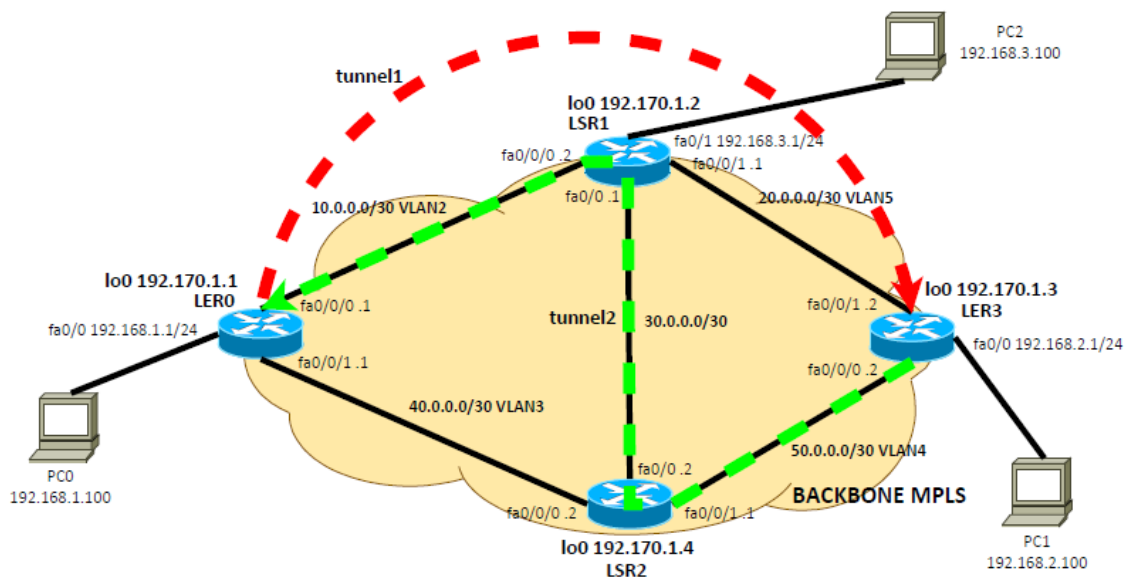 PC2
192.168.3.100
tunnel1
lo0 192.170.1.2
LSR1
fa0/1 192.168.3.1/24
fa0/0/0 .2
fa0/0/1 .1
fa0/0 .1
10.0.0.0/30 VLAN2
20.0.0.0/30 VLAN5
lo0 192.170.1.1
LER0
lo0 192.170.1.3
LER3
fa0/0/0 .1
fa0/0/1 .2
fa0/0 192.168.1.1/24
tunnel2
30.0.0.0/30
fa0/0 192.168.2.1/24
fa0/0/1 .1
fa0/0/0 .2
40.0.0.0/30 VLAN3
50.0.0.0/30 VLAN4
PC0
192.168.1.100
fa0/0 .2
BACKBONE MPLS
fa0/0/0 .2
fa0/0/1 .1
lo0 192.170.1.4
LSR2
PC1
192.168.2.100